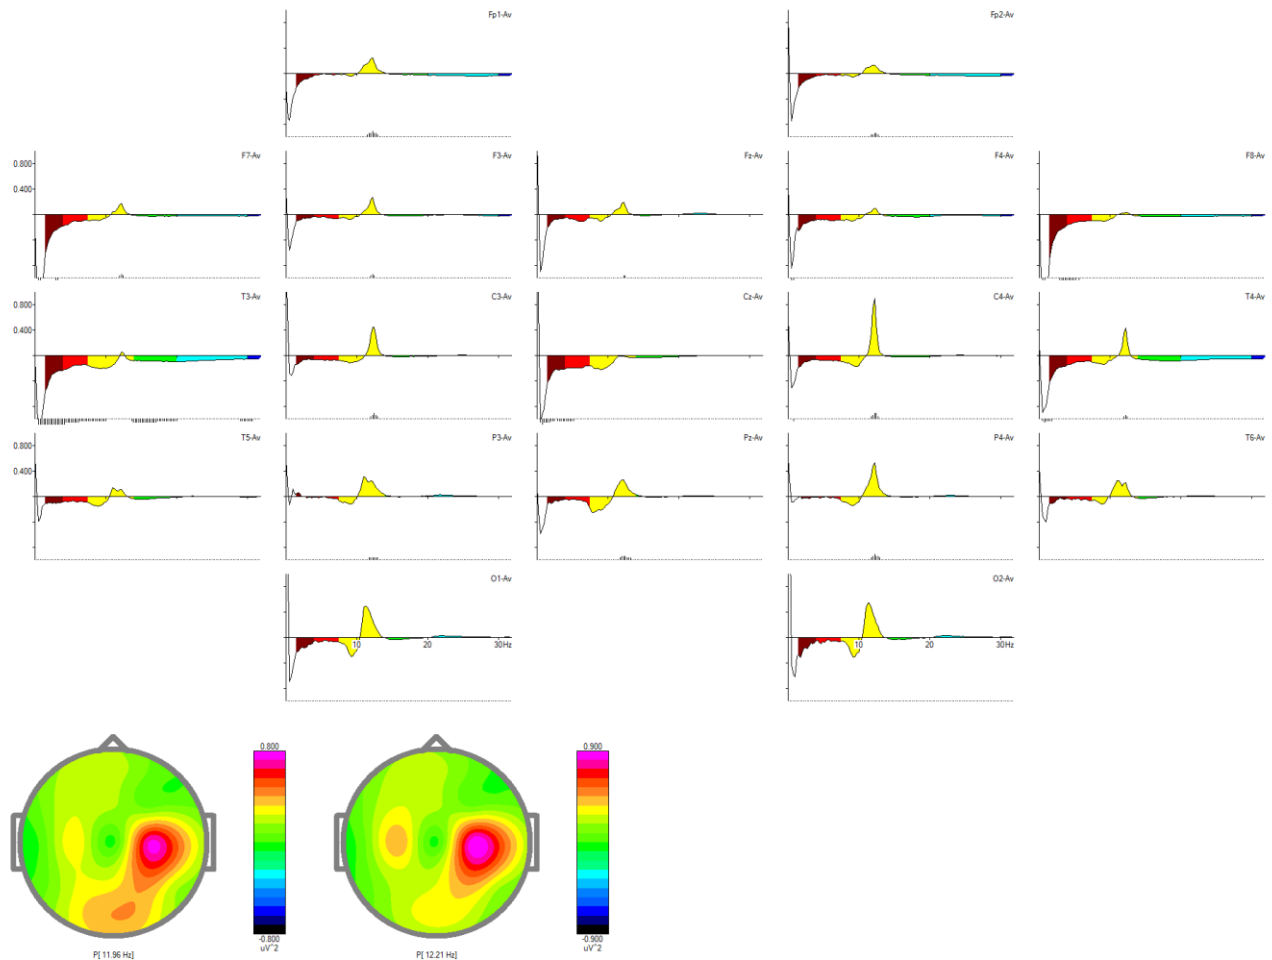 Fp1-Av Fp2-Av
F7-Av F3-Av Fz-Av F4-Av F8-Av
0.800
0.400
T3-Av C3-Av Cz-Av C4-Av T4-Av
0.800
0.400
T5-Av P3-Av Pz-Av P4-Av T6-Av
0.800
0.400
O1-Av O2-Av
10 20 30Hz 10 20 30Hz
0.800 0.900
-0.800 -0.900
uV^2 uV^2
P[ 11.96 Hz] P[ 12.21 Hz]